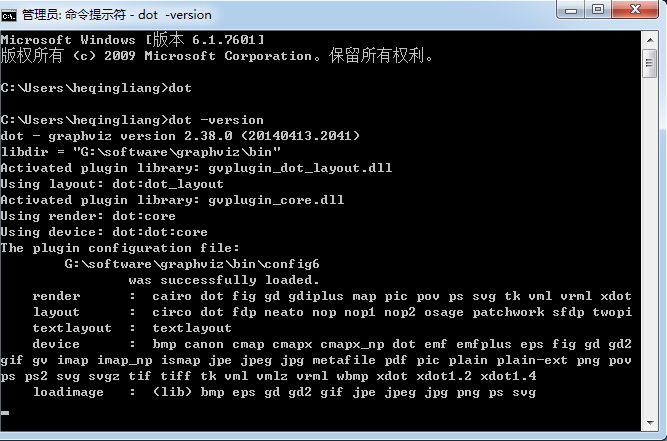 管理员: 命令提示符 - dot -version
Microsoft Windows [版本 6.1.7601]
版权所有 (c) 2009 Microsoft Corporation。保留所有权利。
C:\Users\heqingliang>dot
C:\Users\heqingliang>dot -version
dot - graphviz version 2.38.0 (20140413.2041)
libdir = "G:\software\graphviz\bin"
Activated plugin library: gvplugin_dot_layout.dll
Using layout: dot:dot_layout
Activated plugin library: gvplugin_core.dll
Using render: dot:core
Using device: dot:dot:core
The plugin configuration file:
G:\software\graphviz\bin\config6
was successfully loaded.
render : cairo dot fig gd gdiplus map pic pov ps svg tk vml vrml xdot
layout : circo dot fdp neato nop nop1 nop2 osage patchwork sfdp twopi
textlayout : textlayout
device : bmp canon cmap cmapx cmapx_np dot emf emfplus eps fig gd gd2
gif gv imap imap_np ismap jpe jpeg jpg metafile pdf pic plain plain-ext png pov
ps ps2 svg svgz tif tiff tk vml vmlz vrml wbmp xdot xdot1.2 xdot1.4
loadimage : (lib) bmp eps gd gd2 gif jpe jpeg jpg png ps svg